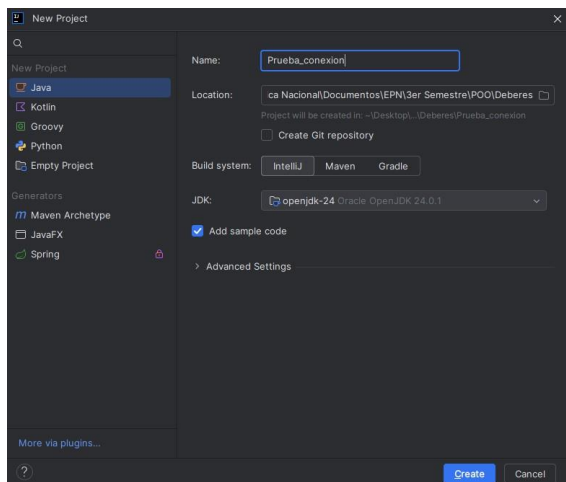 New Project
New Project
Java
Kotlin
Groovy
Python
Empty Project
Generators
Maven Archetype
JavaFX
Spring
More via plugins...
?
Name: Prueba_conexion
Location: ca Nacional\Documentos\EPN\3er Semestre\POO\Deberes
Project will be created in: ~\Desktop\...\Deberes\Prueba_conexion
Create Git repository
Build system: IntelliJ Maven Gradle
JDK: openjdk-24 Oracle OpenJDK 24.0.1
Add sample code
> Advanced Settings
Create Cancel